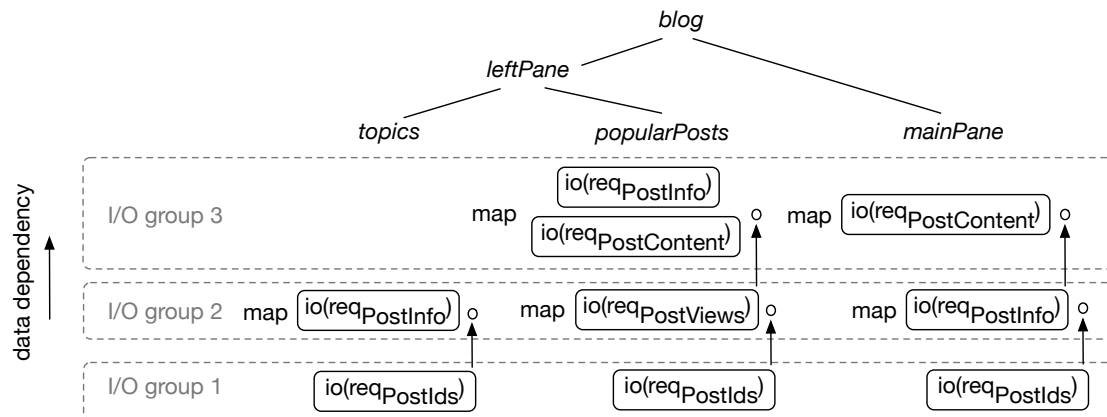 blog
leftPane
topics popularPosts mainPane
io(reqPostInfo)
I/O group 3 map map io(reqPostContent) o
io(reqPostContent) o
I/O group 2 map io(reqPostInfo) o map io(reqPostViews) o map io(reqPostInfo) o
I/O group 1 io(reqPostIds) io(reqPostIds) io(reqPostIds)
data dependency